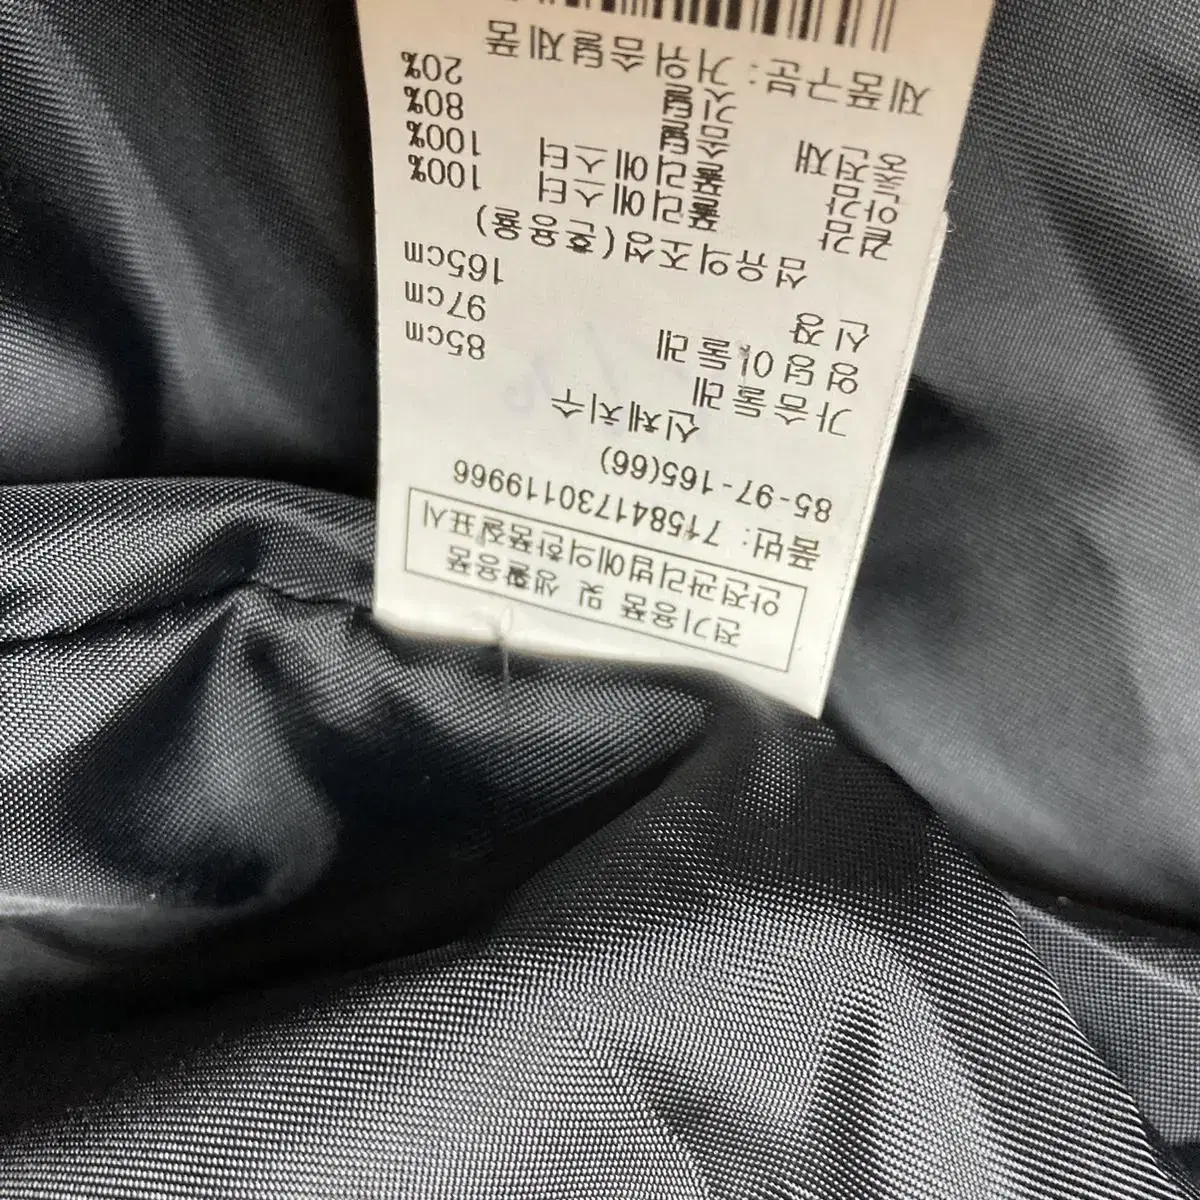 전기용품 및 생활용품
안전관리법에의한품질표시
품번: 715841730119966
85-97-165(66)
신체치수
가슴둘레 85cm
엉덩이둘레 97cm
신장 165cm
섬유의조성(혼용율)
겉감 폴리에스터 100%
안감 폴리에스터 100%
충전재 솜털 80%
깃털 20%
제품구분: 거위솜털제품